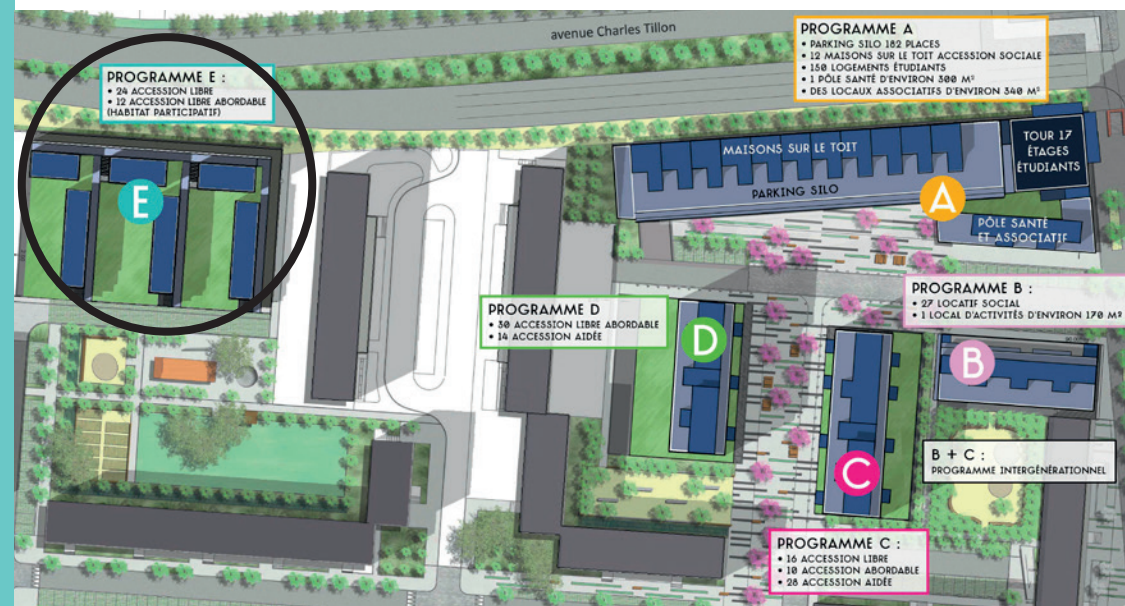 avenue Charles Tillon
PROGRAMME A
• PARKING SILO 182 PLACES
• 12 MAISONS SUR LE TOIT ACCESSION SOCIALE
• 150 LOGEMENTS ÉTUDIANTS
• 1 PÔLE SANTÉ D'ENVIRON 300 M²
• DES LOCAUX ASSOCIATIFS D'ENVIRON 340 M²
PROGRAMME E :
• 24 ACCESSION LIBRE
• 12 ACCESSION LIBRE ABORDABLE
(HABITAT PARTICIPATIF)
E
MAISONS SUR LE TOIT
PARKING SILO
TOUR 17
ÉTAGES
ÉTUDIANTS
A
PÔLE SANTÉ
ET ASSOCIATIF
PROGRAMME B :
• 27 LOCATIF SOCIAL
• 1 LOCAL D'ACTIVITÉS D'ENVIRON 170 M²
PROGRAMME D
• 30 ACCESSION LIBRE ABORDABLE
• 14 ACCESSION AIDÉE
D
B
C
B + C :
PROGRAMME INTERGÉNÉRATIONNEL
PROGRAMME C :
• 16 ACCESSION LIBRE
• 10 ACCESSION ABORDABLE
• 28 ACCESSION AIDÉE